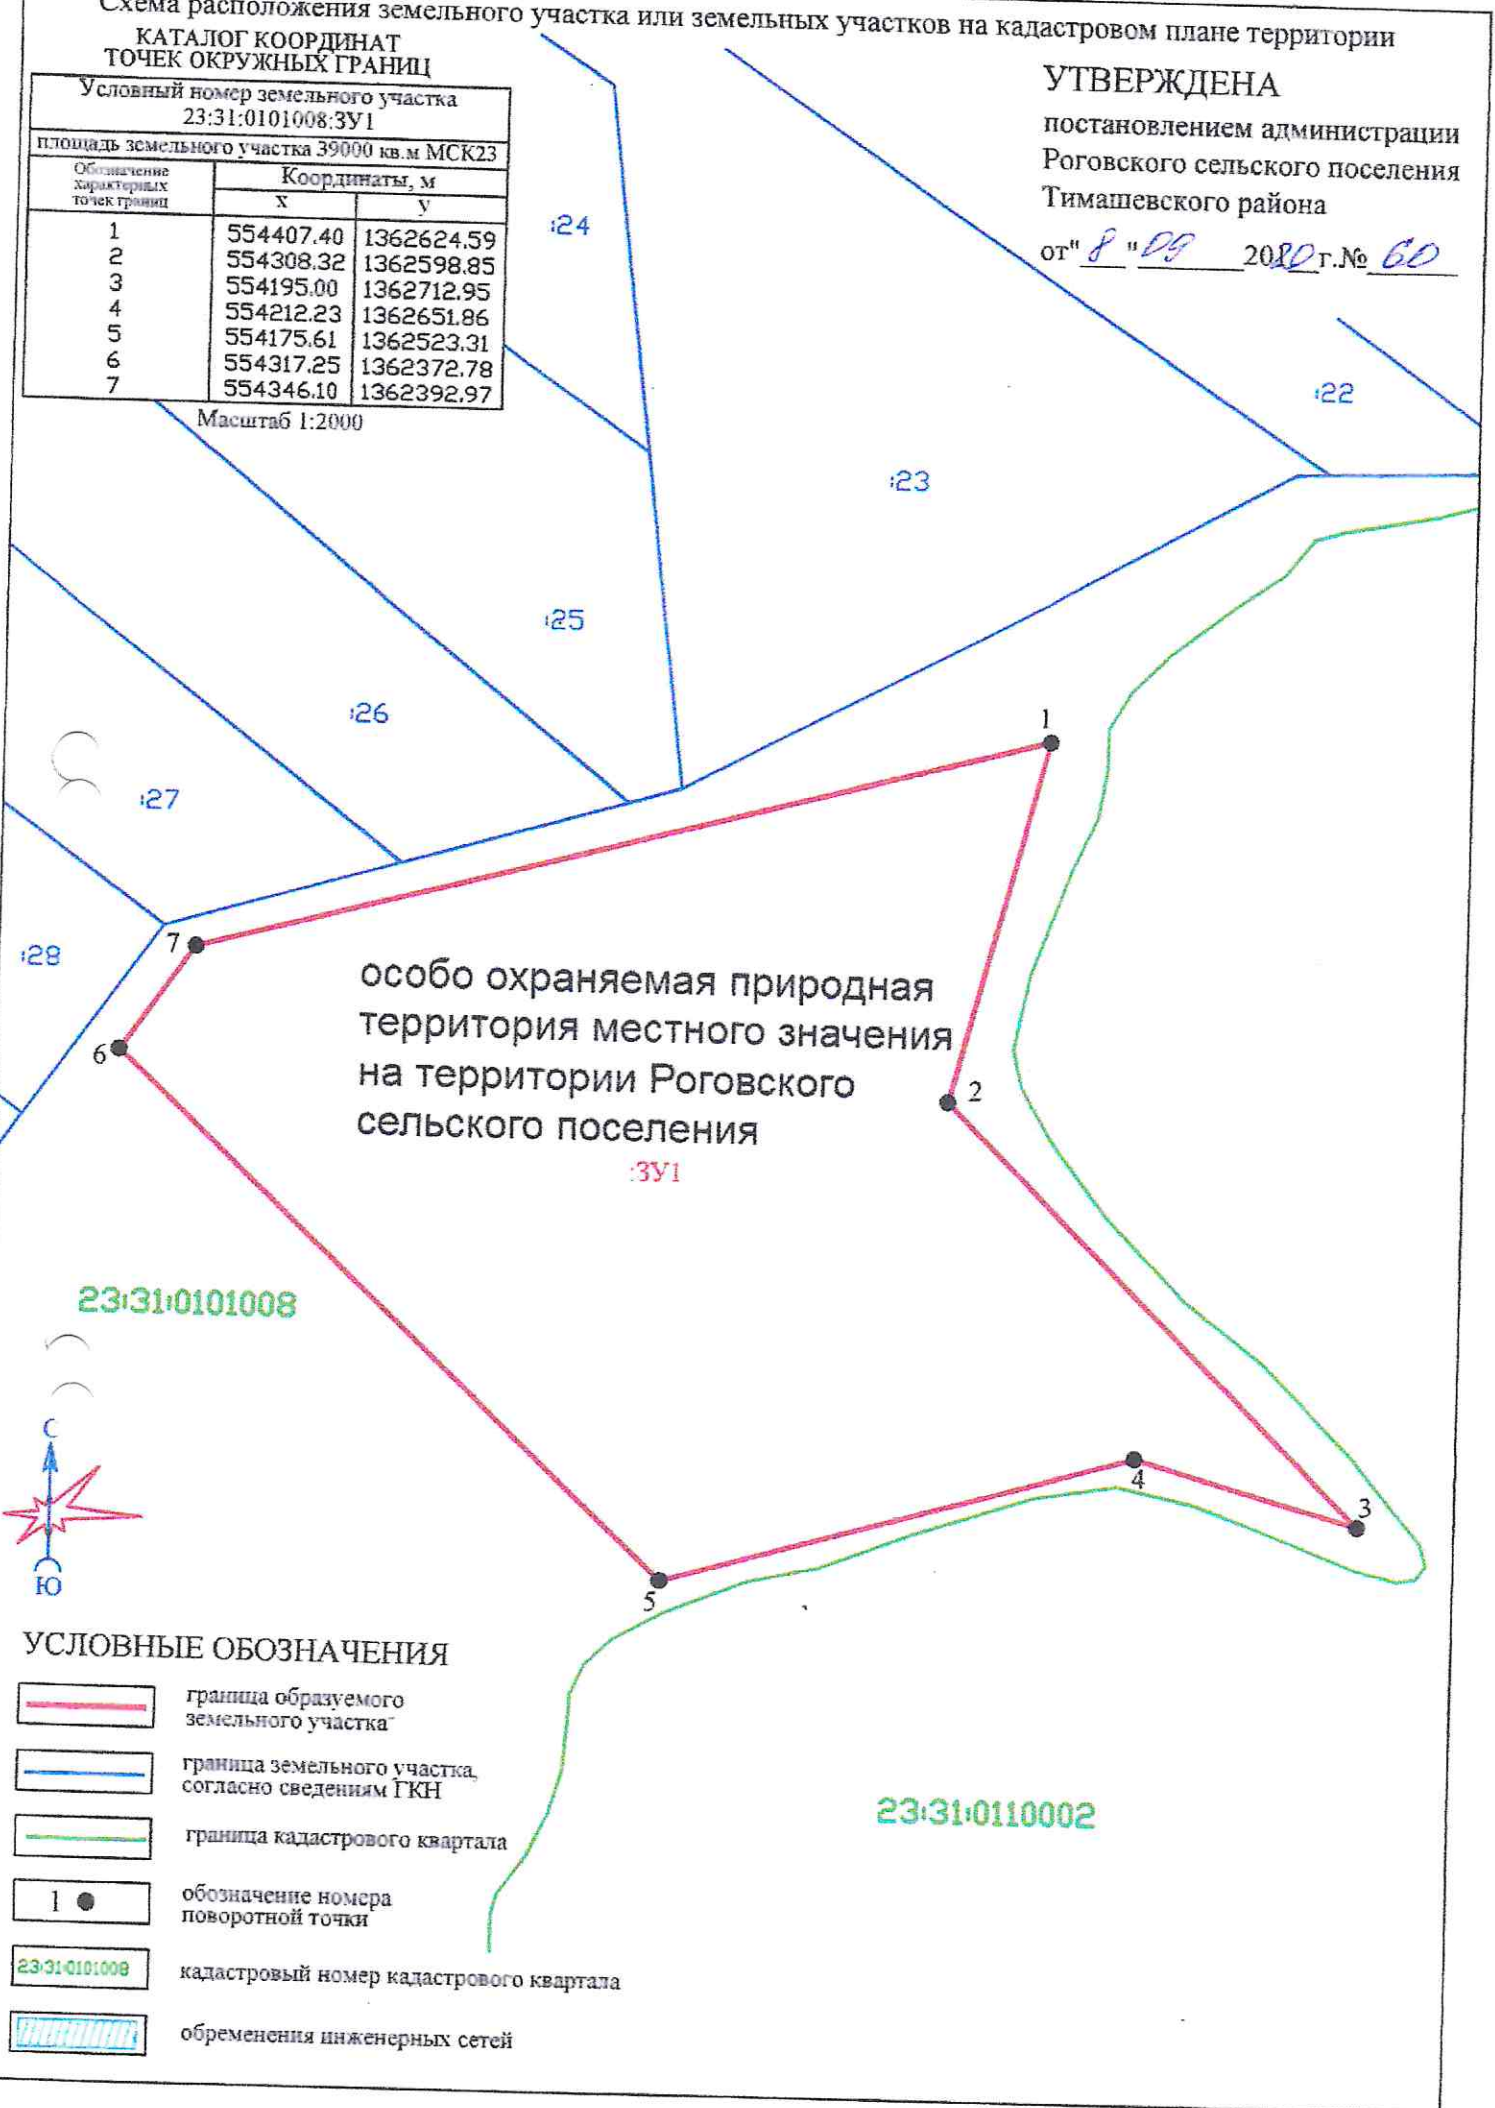 Схема расположения земельного участка или земельных участков на кадастровом плане территории
КАТАЛОГ КООРДИНАТ
ТОЧЕК ОКРУЖНЫХ ГРАНИЦ
Условный номер земельного участка
23:31:0101008:ЗУ1
площадь земельного участка 39000 кв.м МСК23
Обозначение характерных точек границ
Координаты, м
X У
1 554407.40 1362624.59
2 554308.32 1362598.85
3 554195.00 1362712.95
4 554212.23 1362651.86
5 554175.61 1362523.31
6 554317.25 1362372.78
7 554346.10 1362392.97
Масштаб 1:2000
УТВЕРЖДЕНА
постановлением администрации
Роговского сельского поселения
Тимашевского района
от" 8 " 09 2020 г.№ 60
:24
:22
:23
:25
:26
:27
:28
1
7
6
2
особо охраняемая природная
территория местного значения
на территории Роговского
сельского поселения
:ЗУ1
23:31:0101008
4
3
5
С
Ю
УСЛОВНЫЕ ОБОЗНАЧЕНИЯ
граница образуемого
земельного участка
граница земельного участка,
согласно сведениям ГКН
граница кадастрового квартала
1
обозначение номера
поворотной точки
23:31:0101008
кадастровый номер кадастрового квартала
обременения инженерных сетей
23:31:0110002